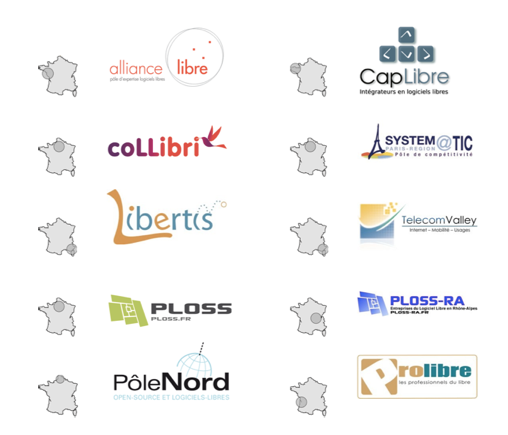 alliance libre
pôle d'expertise logiciels libres
CapLibre
Intégrateurs en logiciels libres
coLLibri
SYSTEM@TIC
PARIS-REGION
Pôle de compétitivité
Libertis
TelecomValley
Internet – Mobilité – Usages
PLOSS
PLOSS.FR
PLOSS-RA
Entreprises du Logiciel Libre en Rhône-Alpes
PLOSS-RA.FR
PôleNord
OPEN-SOURCE ET LOGICIELS-LIBRES
Prolibre
les professionnels du libre